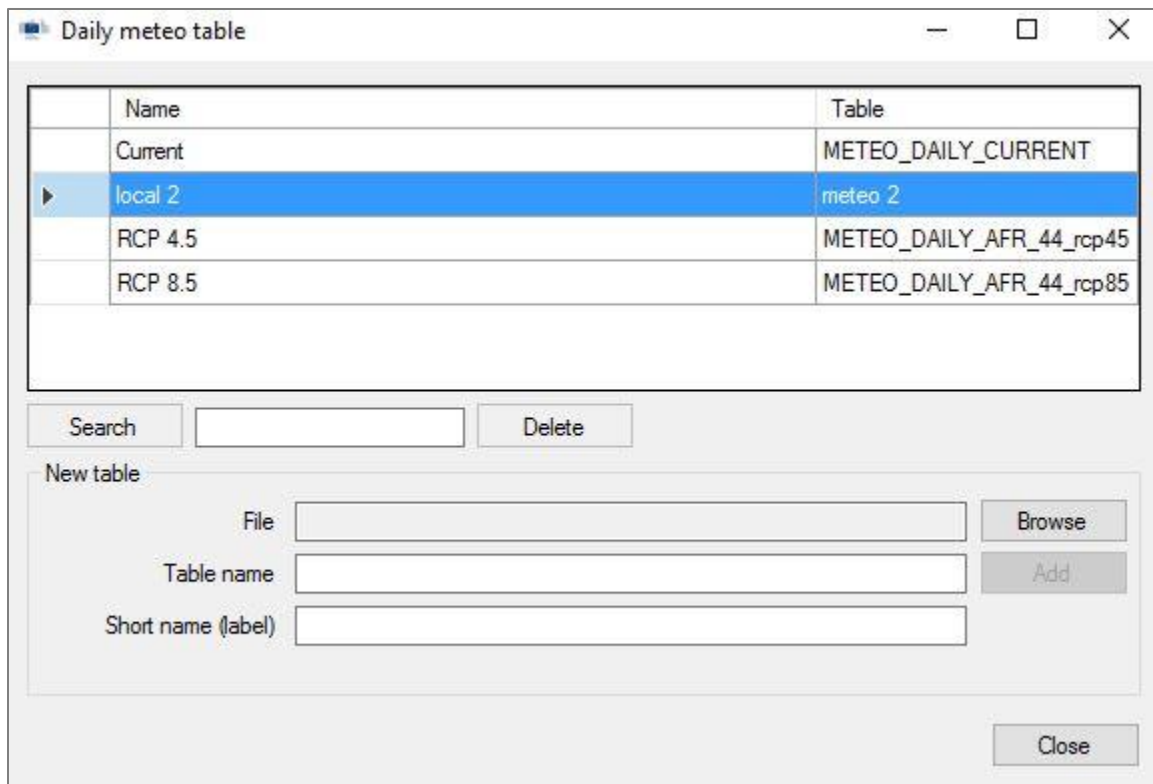 Daily meteo table
Name Table
Current METEO_DAILY_CURRENT
local 2 meteo 2
RCP 4.5 METEO_DAILY_AFR_44_rcp45
RCP 8.5 METEO_DAILY_AFR_44_rcp85
Search Delete
New table
File Browse
Table name Add
Short name (label)
Close